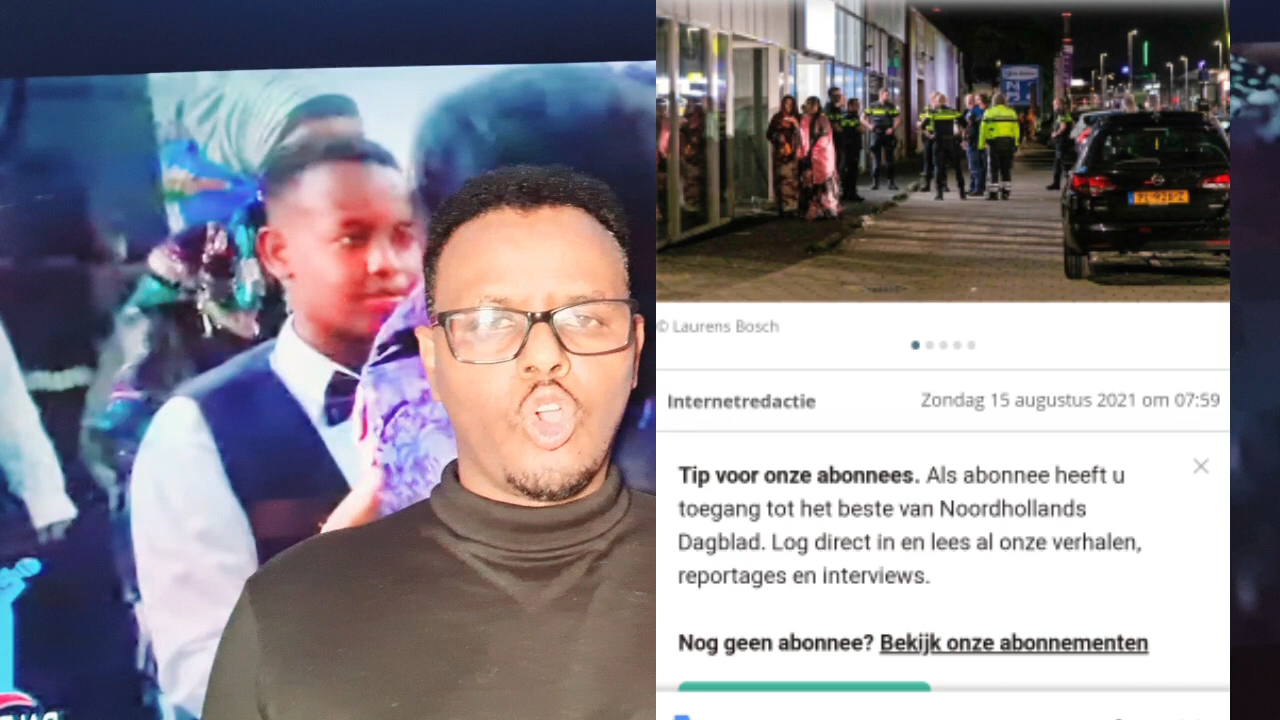 © Laurens Bosch
Internetredactie
Zondag 15 augustus 2021 om 07:59
Tip voor onze abonnees. Als abonnee heeft u
toegang tot het beste van Noordhollands
Dagblad. Log direct in en lees al onze verhalen,
reportages en interviews.
Nog geen abonnee? Bekijk onze abonnementen